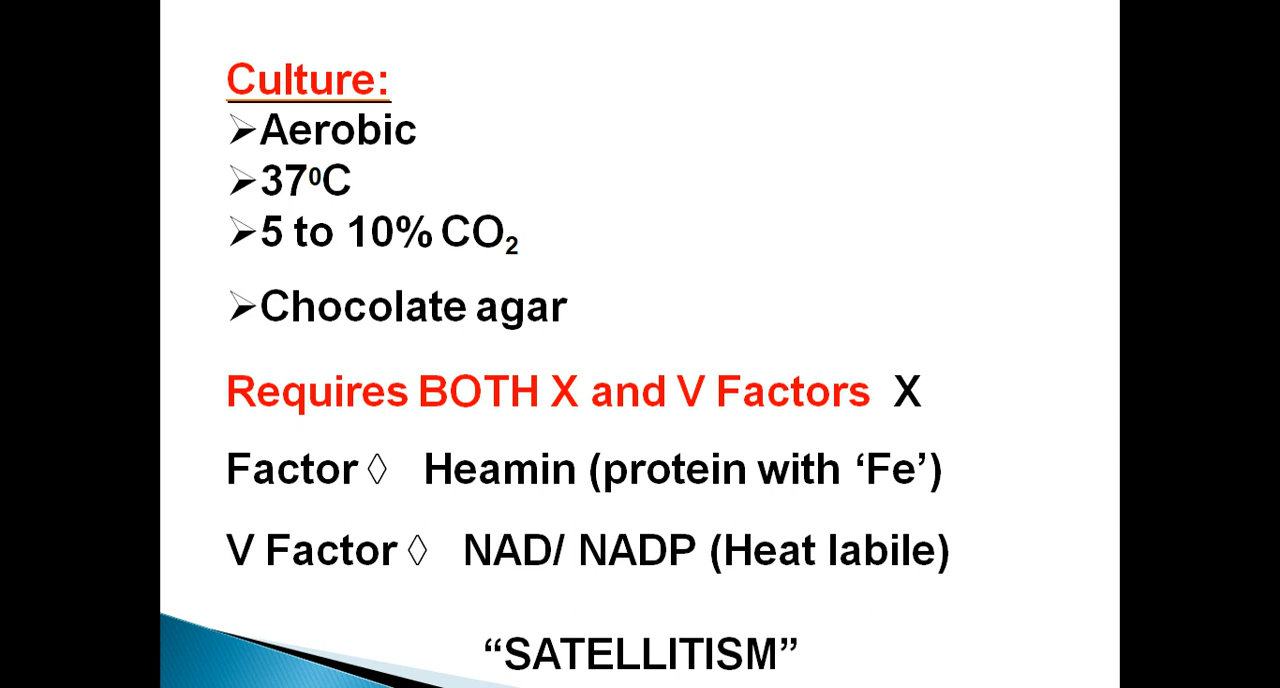 Culture:
➢Aerobic
➢37⁰C
➢5 to 10% CO₂
➢Chocolate agar
Requires BOTH X and V Factors X
Factor ◊ Heamin (protein with ‘Fe’)
V Factor ◊ NAD/ NADP (Heat labile)
“SATELLITISM”